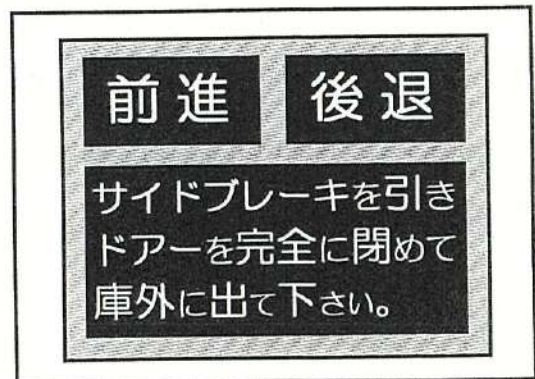 前進 後退
サイドブレーキを引き
ドアーを完全に閉めて
庫外に出て下さい。